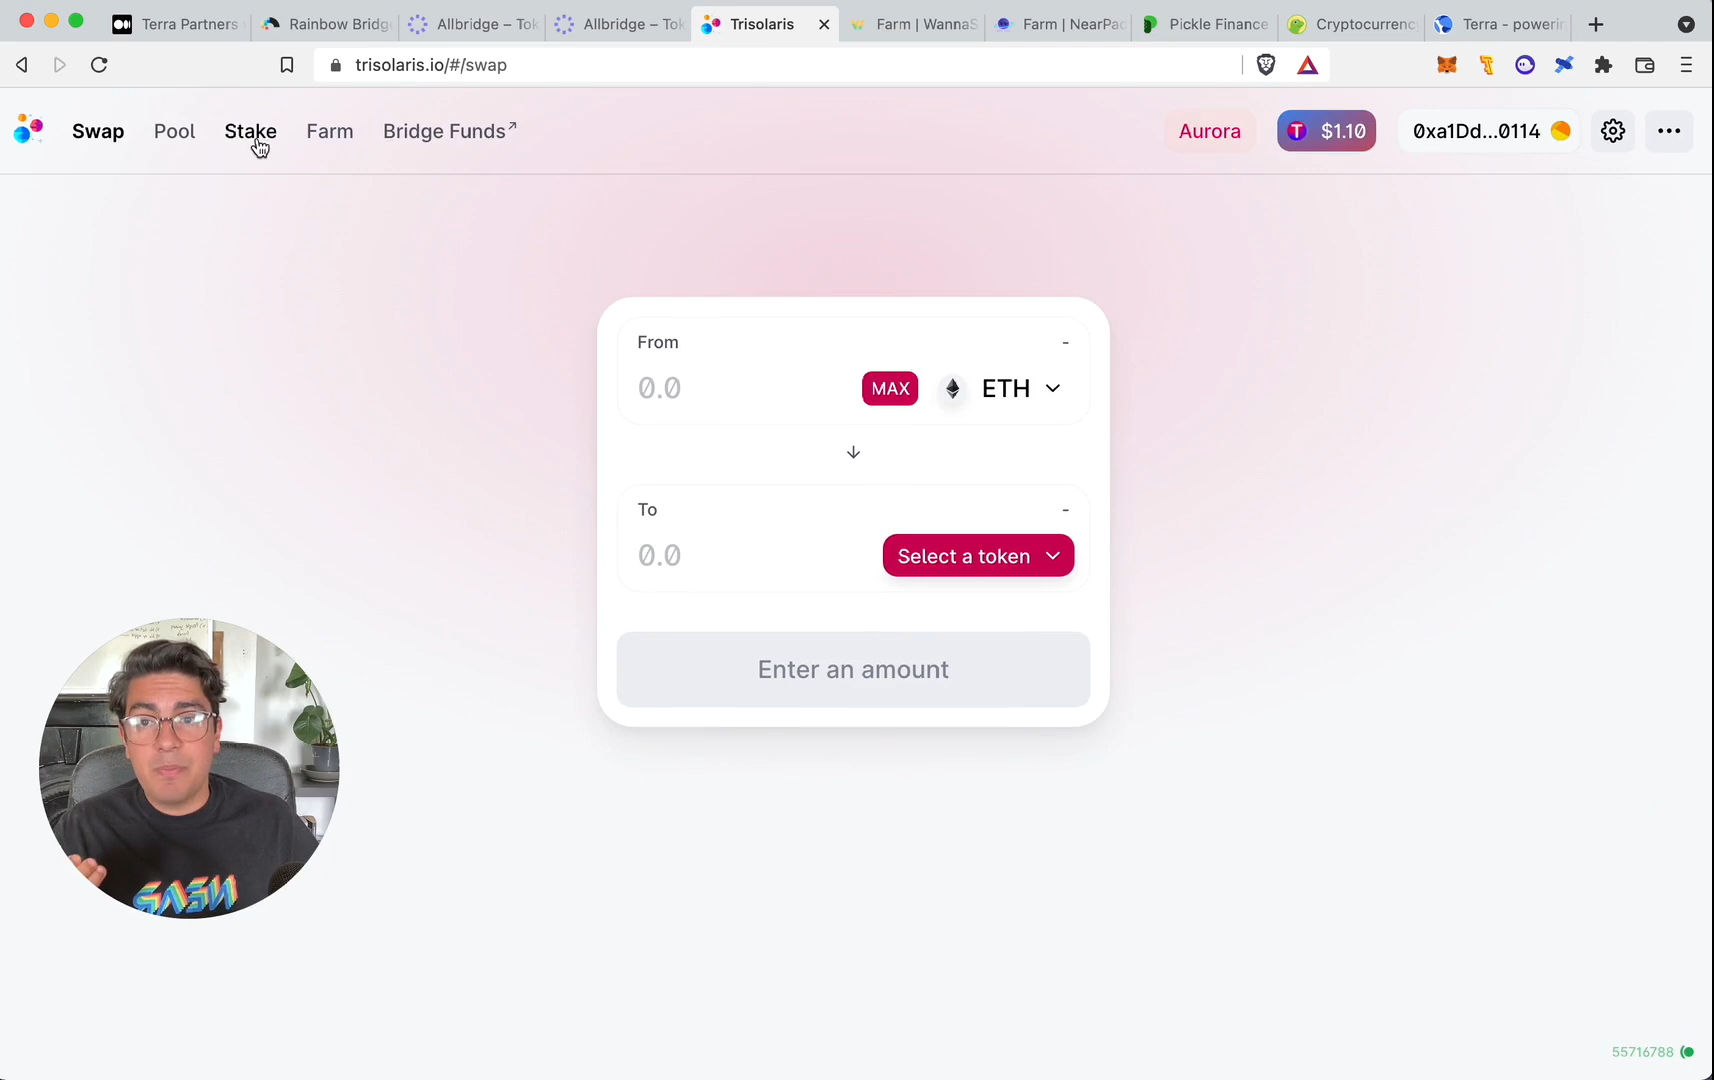 Terra Partners
Rainbow Bridg
Allbridge – Tok
Allbridge – Tok
Trisolaris
Farm | WannaS
Farm | NearPa
Pickle Finance
Cryptocurrenc
Terra - powerin
trisolaris.io/#/swap
Swap
Pool
Stake
Farm
Bridge Funds↗
Aurora
T $1.10
0xa1Dd...0114
From
-
0.0
MAX
ETH
To
-
0.0
Select a token
Enter an amount
55716788